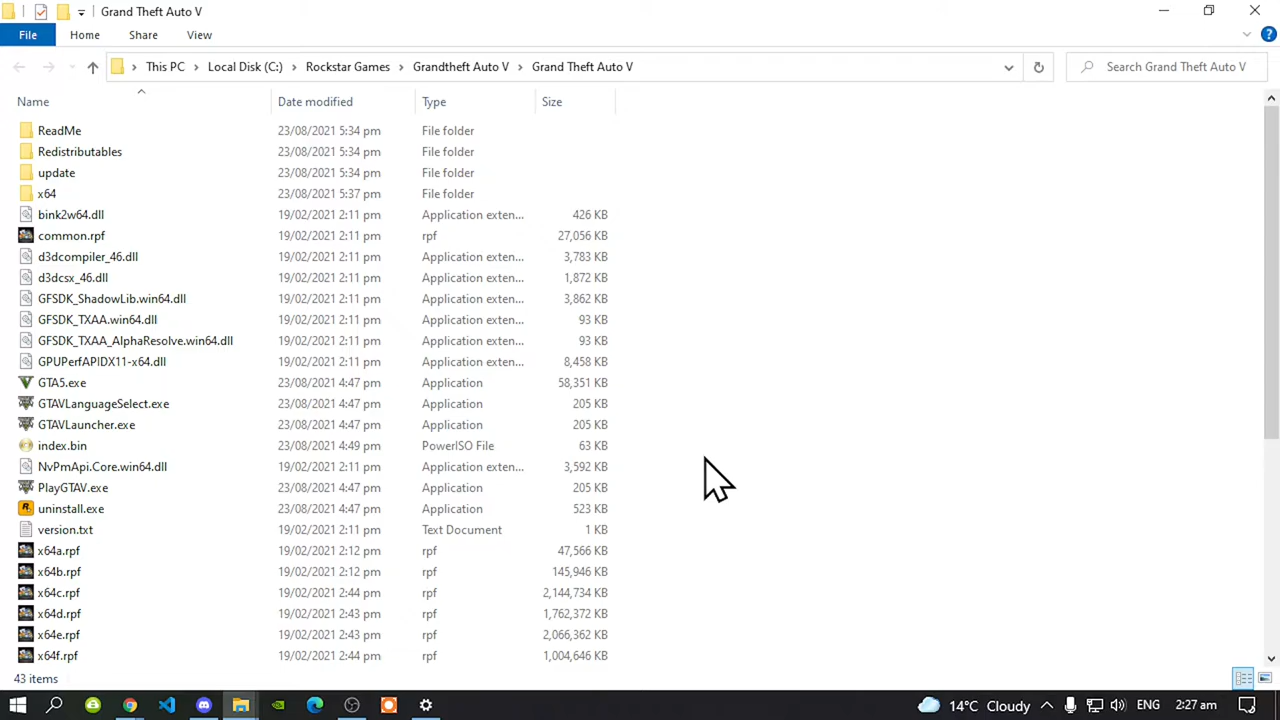 Grand Theft Auto V
File Home Share View
This PC Local Disk (C:) Rockstar Games Grandtheft Auto V Grand Theft Auto V Search Grand Theft Auto V
Name Date modified Type Size
ReadMe 23/08/2021 5:34 pm File folder
Redistributables 23/08/2021 5:34 pm File folder
update 23/08/2021 5:34 pm File folder
x64 23/08/2021 5:37 pm File folder
bink2w64.dll 19/02/2021 2:11 pm Application exten... 426 KB
common.rpf 19/02/2021 2:11 pm rpf 27,056 KB
d3dcompiler_46.dll 19/02/2021 2:11 pm Application exten... 3,783 KB
d3dcsx_46.dll 19/02/2021 2:11 pm Application exten... 1,872 KB
GFSDK_ShadowLib.win64.dll 19/02/2021 2:11 pm Application exten... 3,862 KB
GFSDK_TXAA.win64.dll 19/02/2021 2:11 pm Application exten... 93 KB
GFSDK_TXAA_AlphaResolve.win64.dll 19/02/2021 2:11 pm Application exten... 93 KB
GPUPerfAPIDX11-x64.dll 19/02/2021 2:11 pm Application exten... 8,458 KB
GTA5.exe 23/08/2021 4:47 pm Application 58,351 KB
GTAVLanguageSelect.exe 23/08/2021 4:47 pm Application 205 KB
GTAVLauncher.exe 23/08/2021 4:47 pm Application 205 KB
index.bin 23/08/2021 4:49 pm PowerISO File 63 KB
NvPmApi.Core.win64.dll 19/02/2021 2:11 pm Application exten... 3,592 KB
PlayGTAV.exe 23/08/2021 4:47 pm Application 205 KB
uninstall.exe 23/08/2021 4:47 pm Application 523 KB
version.txt 19/02/2021 2:11 pm Text Document 1 KB
x64a.rpf 19/02/2021 2:12 pm rpf 47,566 KB
x64b.rpf 19/02/2021 2:12 pm rpf 145,946 KB
x64c.rpf 19/02/2021 2:44 pm rpf 2,144,734 KB
x64d.rpf 19/02/2021 2:43 pm rpf 1,762,372 KB
x64e.rpf 19/02/2021 2:43 pm rpf 2,066,362 KB
x64f.rpf 19/02/2021 2:44 pm rpf 1,004,646 KB
43 items
14°C Cloudy ENG 2:27 am